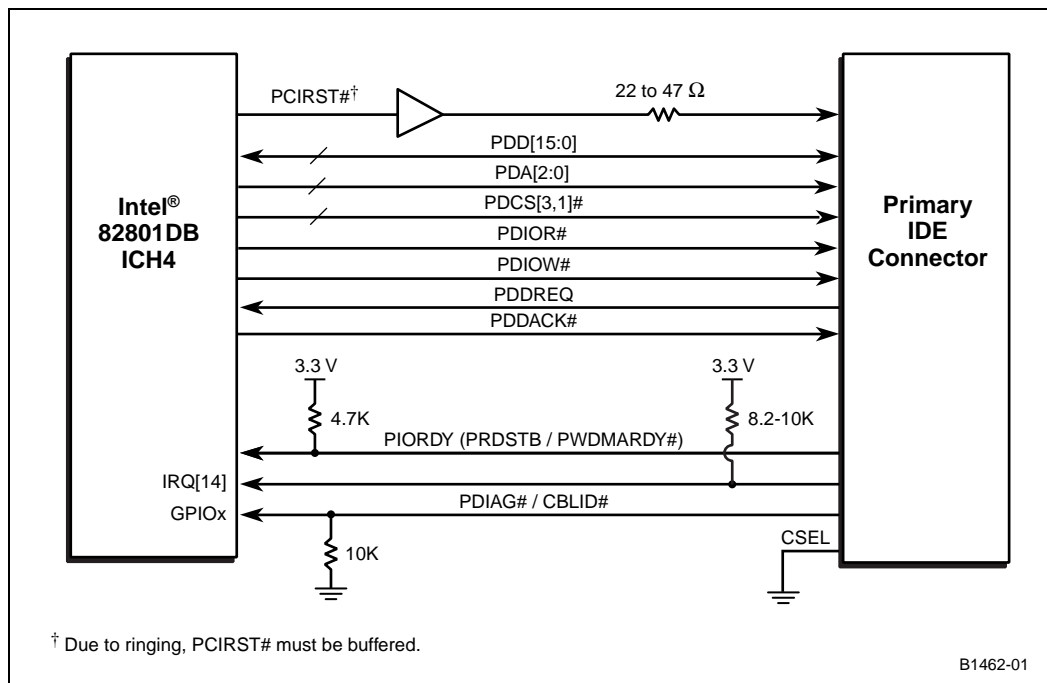 PCIRST#†
22 to 47 Ω
PDD[15:0]
PDA[2:0]
PDCS[3,1]#
PDIOR#
PDIOW#
PDDREQ
PDDACK#
Intel®
82801DB
ICH4
Primary
IDE
Connector
3.3 V
3.3 V
4.7K
8.2-10K
PIORDY (PRDSTB / PWDMARDY#)
IRQ[14]
PDIAG# / CBLID#
GPIOx
CSEL
10K
† Due to ringing, PCIRST# must be buffered.
B1462-01